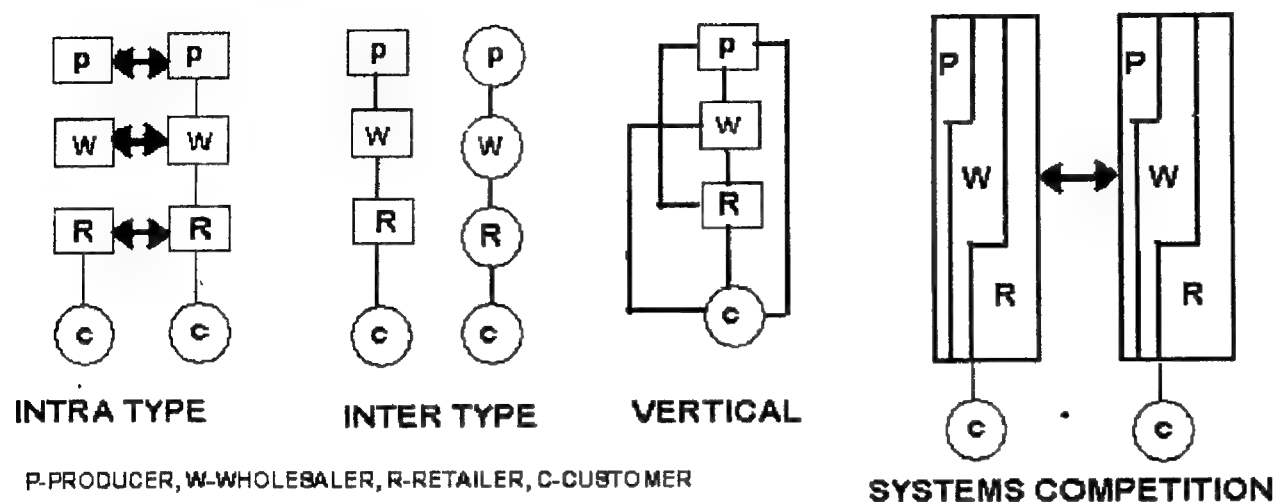 P P P P P P P
W W W W W W W
R R R R R R R
C C C C C
INTRA TYPE INTER TYPE VERTICAL
C C
P-PRODUCER, W-WHOLESALER, R-RETAILER, C-CUSTOMER
SYSTEMS COMPETITION